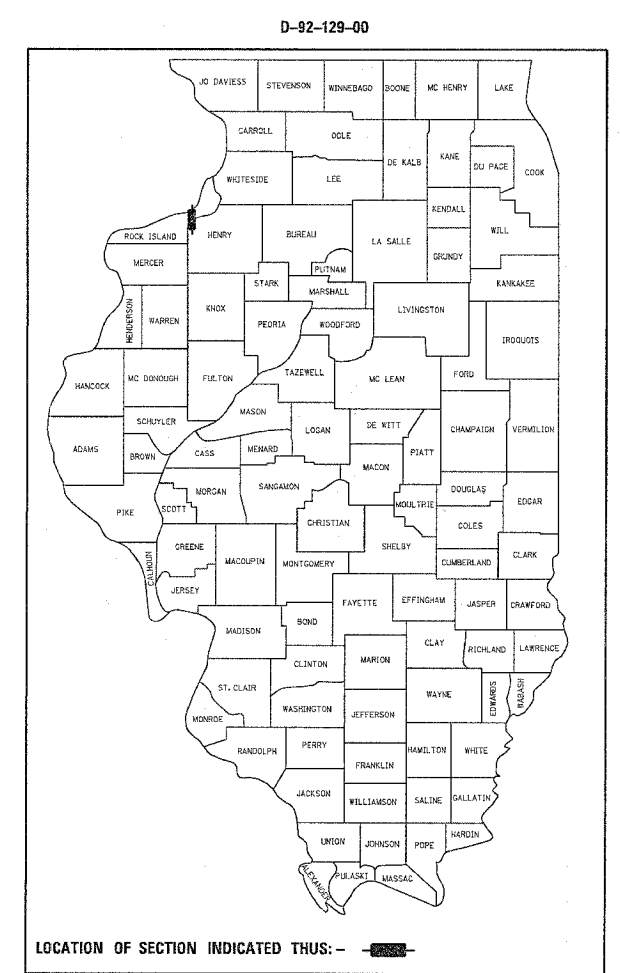 D-92-129-00
JO DAVIESS
STEVENSON
WINNEBAGO
BOONE
MC HENRY
LAKE
CARROLL
OGLE
DE KALB
KANE
DU PAGE
COOK
WHITESIDE
LEE
KENDALL
WILL
ROCK ISLAND
HENRY
BUREAU
LA SALLE
GRUNDY
MERCER
PUTNAM
KANKAKEE
STARK
MARSHALL
LIVINGSTON
HENDERSON
WARREN
KNOX
PEORIA
WOODFORD
IROQUOIS
TAZEWELL
HANCOCK
MC DONOUGH
FULTON
MC LEAN
FORD
MASON
SCHUYLER
LOGAN
DE WITT
CHAMPAIGN
VERMILION
ADAMS
BROWN
CASS
MENARD
MACON
PIATT
PIKE
SCOTT
MORGAN
SANGAMON
MOULTRIE
DOUGLAS
EDGAR
CHRISTIAN
COLES
SHELBY
CALHOUN
GREENE
MACOUPIN
MONTGOMERY
CUMBERLAND
CLARK
JERSEY
FAYETTE
EFFINGHAM
JASPER
CRAWFORD
MADISON
BOND
CLAY
RICHLAND
LAWRENCE
CLINTON
MARION
ST. CLAIR
WAYNE
EDWARDS
WABASH
MONROE
WASHINGTON
JEFFERSON
RANDOLPH
PERRY
HAMILTON
WHITE
FRANKLIN
JACKSON
WILLIAMSON
SALINE
GALLATIN
UNION
JOHNSON
POPE
HARDIN
ALEXANDER
PULASKI
MASSAC
LOCATION OF SECTION INDICATED THUS: -